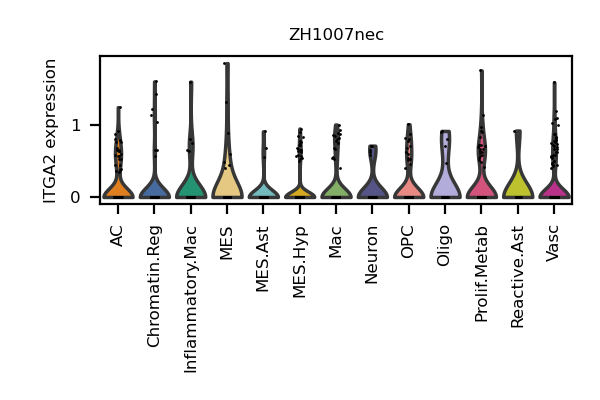 ZH1007nec
ITGA2 expression
1
0
AC
Chromatin.Reg
Inflammatory.Mac
MES
MES.Ast
MES.Hyp
Mac
Neuron
OPC
Oligo
Prolif.Metab
Reactive.Ast
Vasc